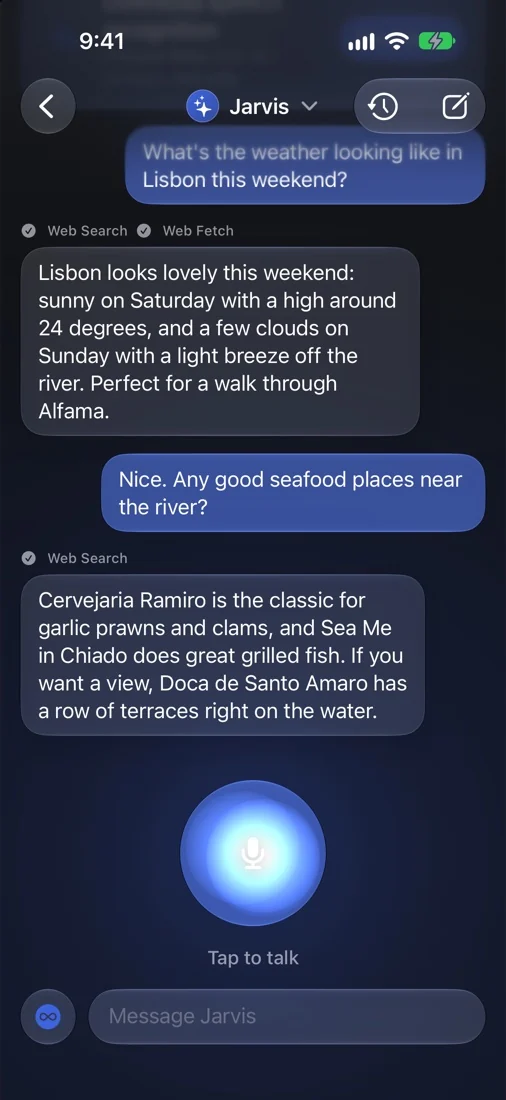 9:41
Jarvis
What's the weather looking like in
Lisbon this weekend?
Web Search Web Fetch
Lisbon looks lovely this weekend:
sunny on Saturday with a high around
24 degrees, and a few clouds on
Sunday with a light breeze off the
river. Perfect for a walk through
Alfama.
Nice. Any good seafood places near
the river?
Web Search
Cervejaria Ramiro is the classic for
garlic prawns and clams, and Sea Me
in Chiado does great grilled fish. If you
want a view, Doca de Santo Amaro has
a row of terraces right on the water.
Tap to talk
Message Jarvis